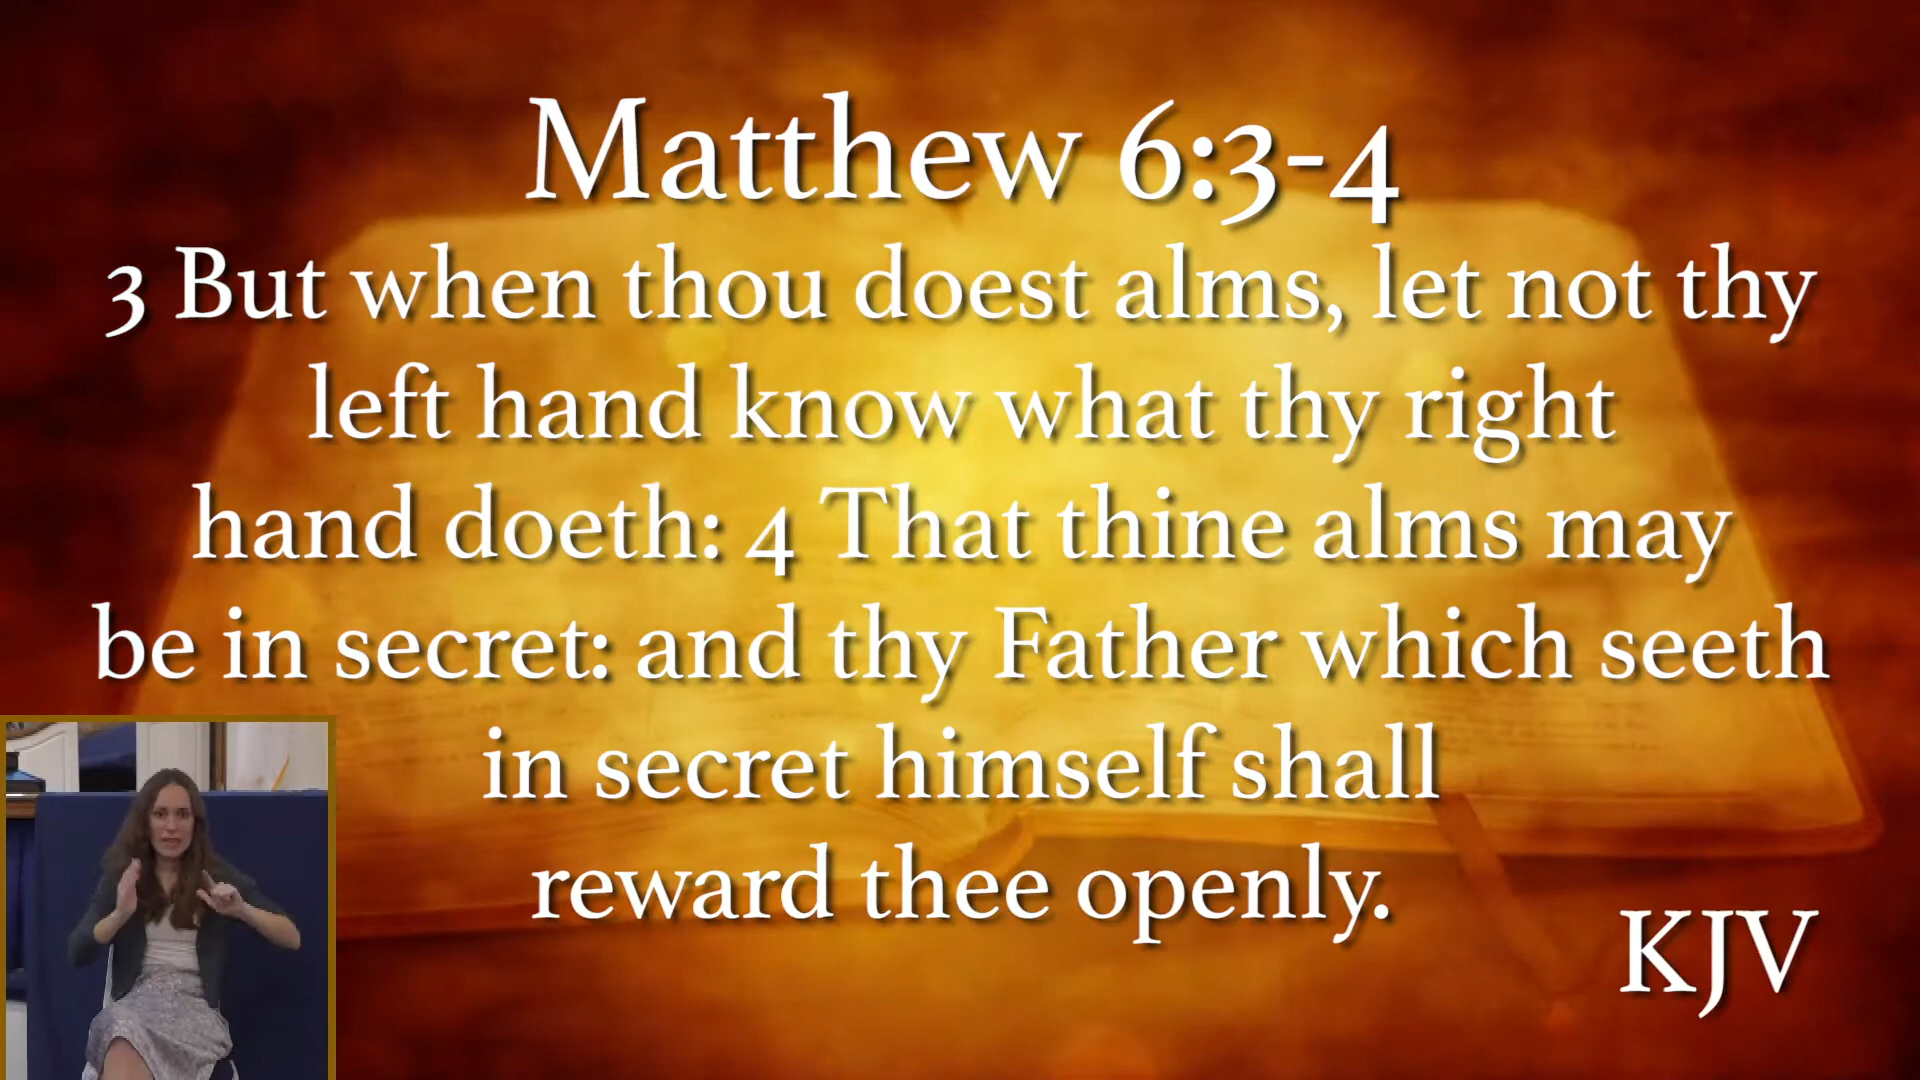 Matthew 6:3-4
3 But when thou doest alms, let not thy
left hand know what thy right
hand doeth: 4 That thine alms may
be in secret: and thy Father which seeth
in secret himself shall
reward thee openly.
KJV